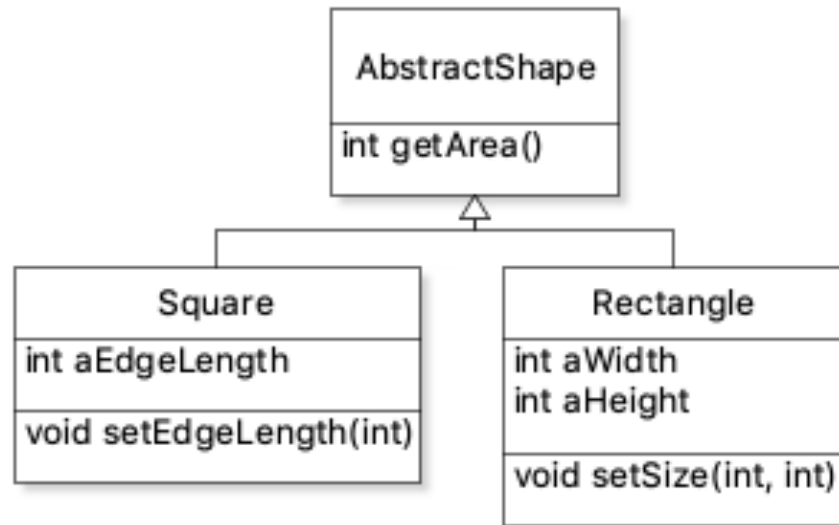 AbstractShape
int getArea()
Square
int aEdgeLength
void setEdgeLength(int)
Rectangle
int aWidth
int aHeight
void setSize(int, int)